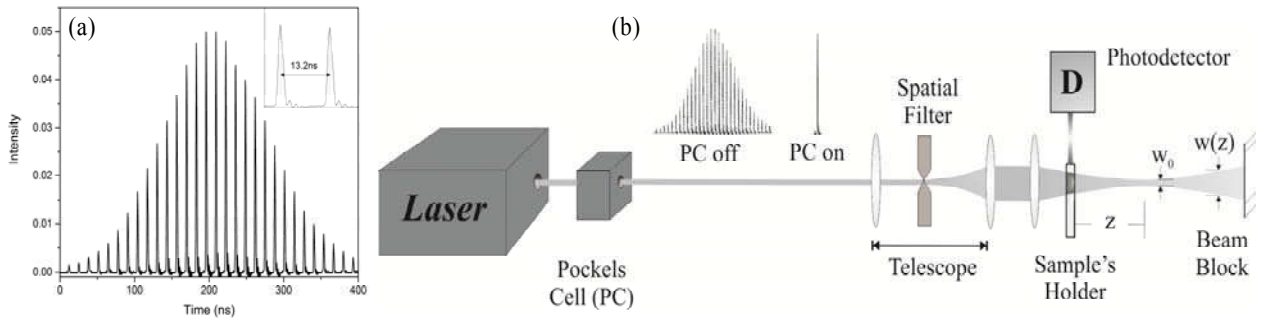 (a)
0.05
0.04
0.03
0.02
0.01
0.00
Intensity
0
100
200
300
400
Time (ns)
13.2ns
(b)
Laser
Pockels
Cell (PC)
PC off
PC on
Spatial
Filter
Telescope
D
Photodetector
Sample's
Holder
z
W₀
w(z)
Beam
Block